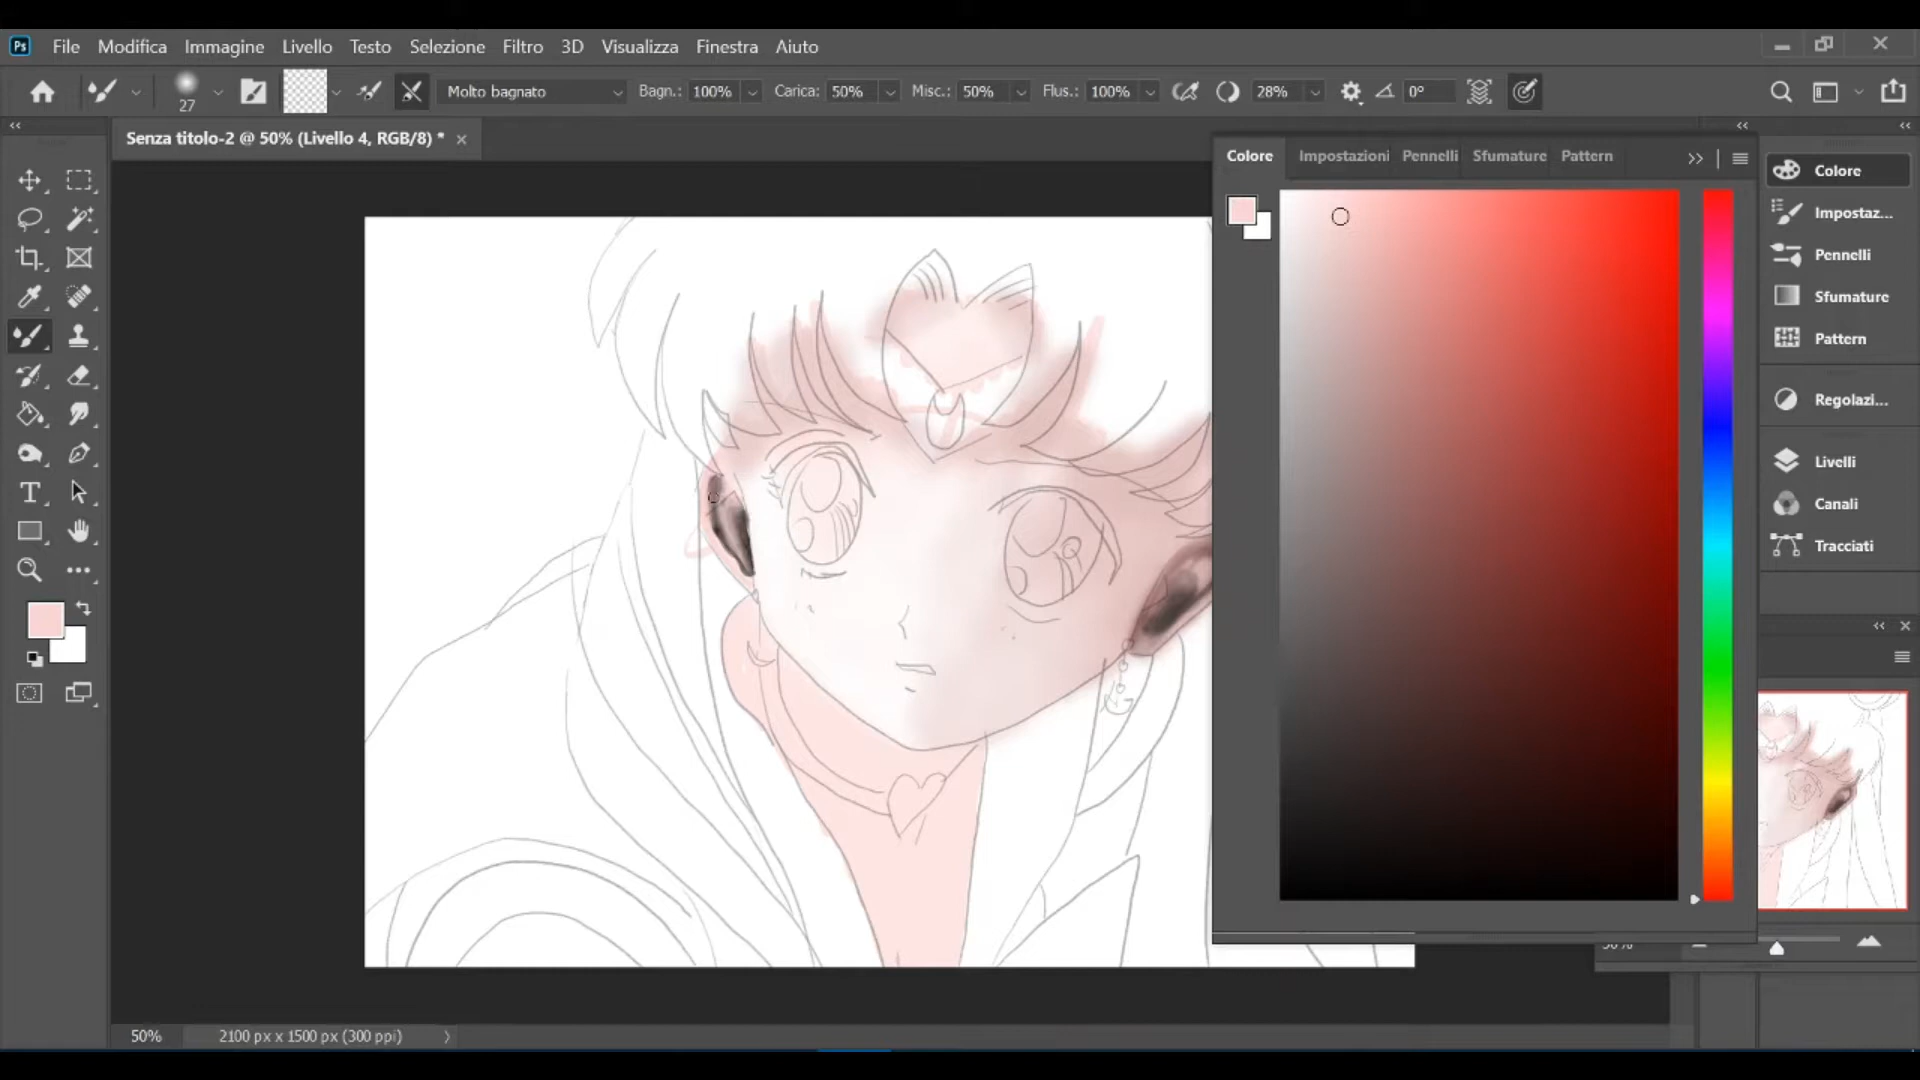 Ps File Modifica Immagine Livello Testo Selezione Filtro 3D Visualizza Finestra Aiuto
27 Molto bagnato Bagn.: 100% Carica: 50% Misc.: 50% Flus.: 100% 28% 0°
Senza titolo-2 @ 50% (Livello 4, RGB/8) *
Colore Impostazioni Pennelli Sfumature Pattern
Colore
Impostaz...
Pennelli
Sfumature
Pattern
Regolazi...
Livelli
Canali
Tracciati
50% 2100 px x 1500 px (300 ppi)